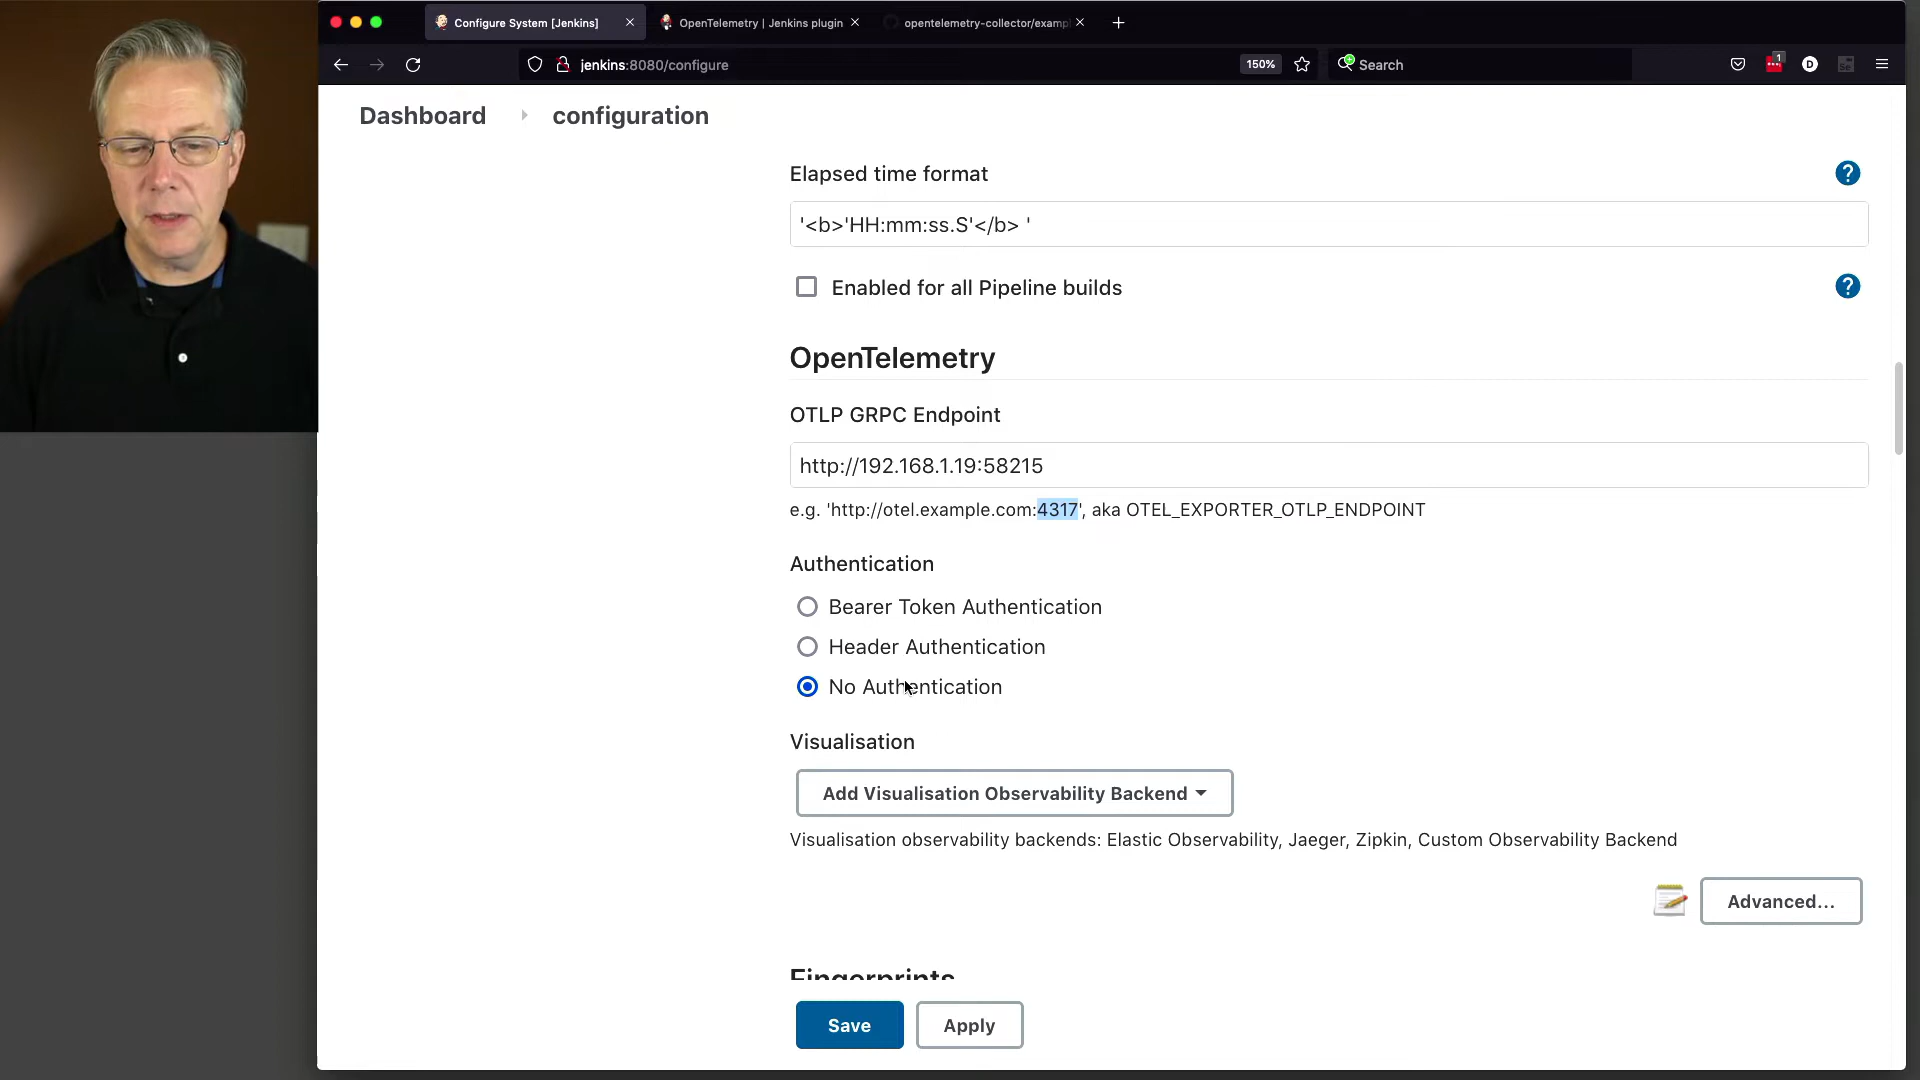 Configure System [Jenkins]
OpenTelemetry | Jenkins plugin
opentelemetry-collector/examp
jenkins:8080/configure
150%
Search
1
D
Dashboard
configuration
Elapsed time format
?
'<b>'HH:mm:ss.S'</b> '
Enabled for all Pipeline builds
?
OpenTelemetry
OTLP GRPC Endpoint
http://192.168.1.19:58215
e.g. 'http://otel.example.com:4317', aka OTEL_EXPORTER_OTLP_ENDPOINT
Authentication
Bearer Token Authentication
Header Authentication
No Authentication
Visualisation
Add Visualisation Observability Backend
Visualisation observability backends: Elastic Observability, Jaeger, Zipkin, Custom Observability Backend
Advanced...
Fingerprints
Save
Apply